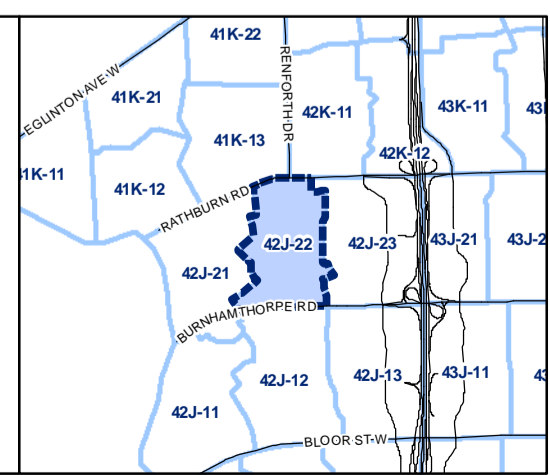 41K-22
EGLINTON AVE W
RENFORTH DR
41K-21
42K-11
43K-11
41K-13
42K-12
41K-12
RATHBURN RD
42J-22
42J-23
43J-21
42J-21
BURNHAMTHORPE RD
42J-12
42J-13
43J-11
42J-11
BLOOR ST W